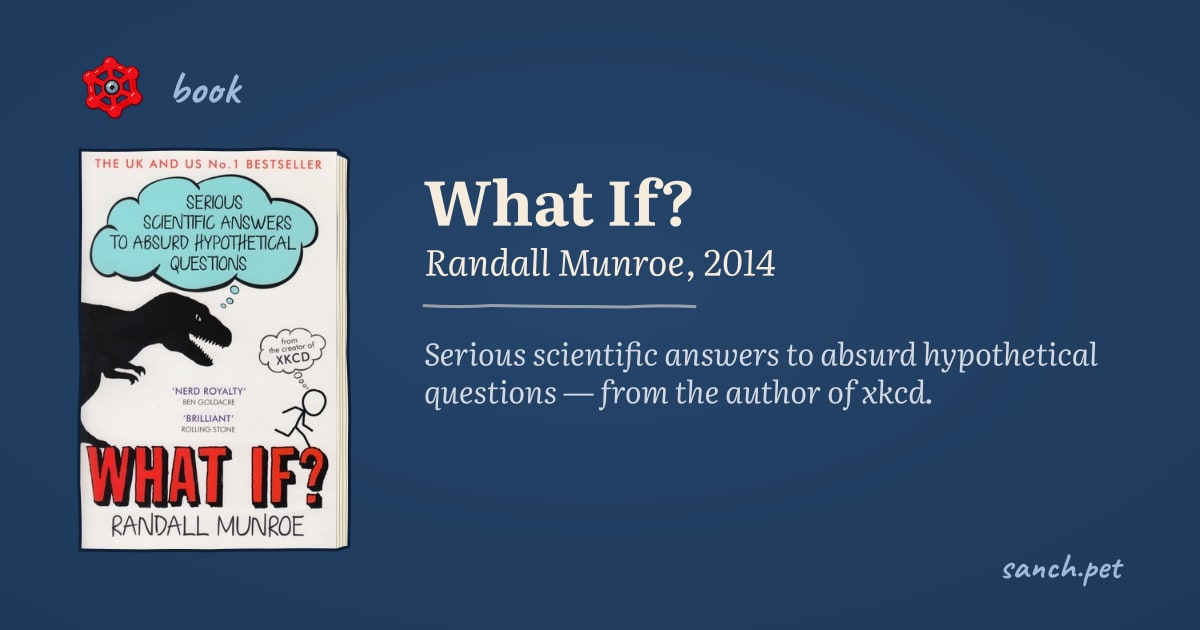 book
THE UK AND US No.1 BESTSELLER
SERIOUS
SCIENTIFIC ANSWERS
TO ABSURD HYPOTHETICAL
QUESTIONS
from
the creator of
XKCD
'NERD ROYALTY'
BEN GOLDACRE
'BRILLIANT'
ROLLING STONE
WHAT IF?
RANDALL MUNROE
What If?
Randall Munroe, 2014
Serious scientific answers to absurd hypothetical
questions — from the author of xkcd.
sanch.pet